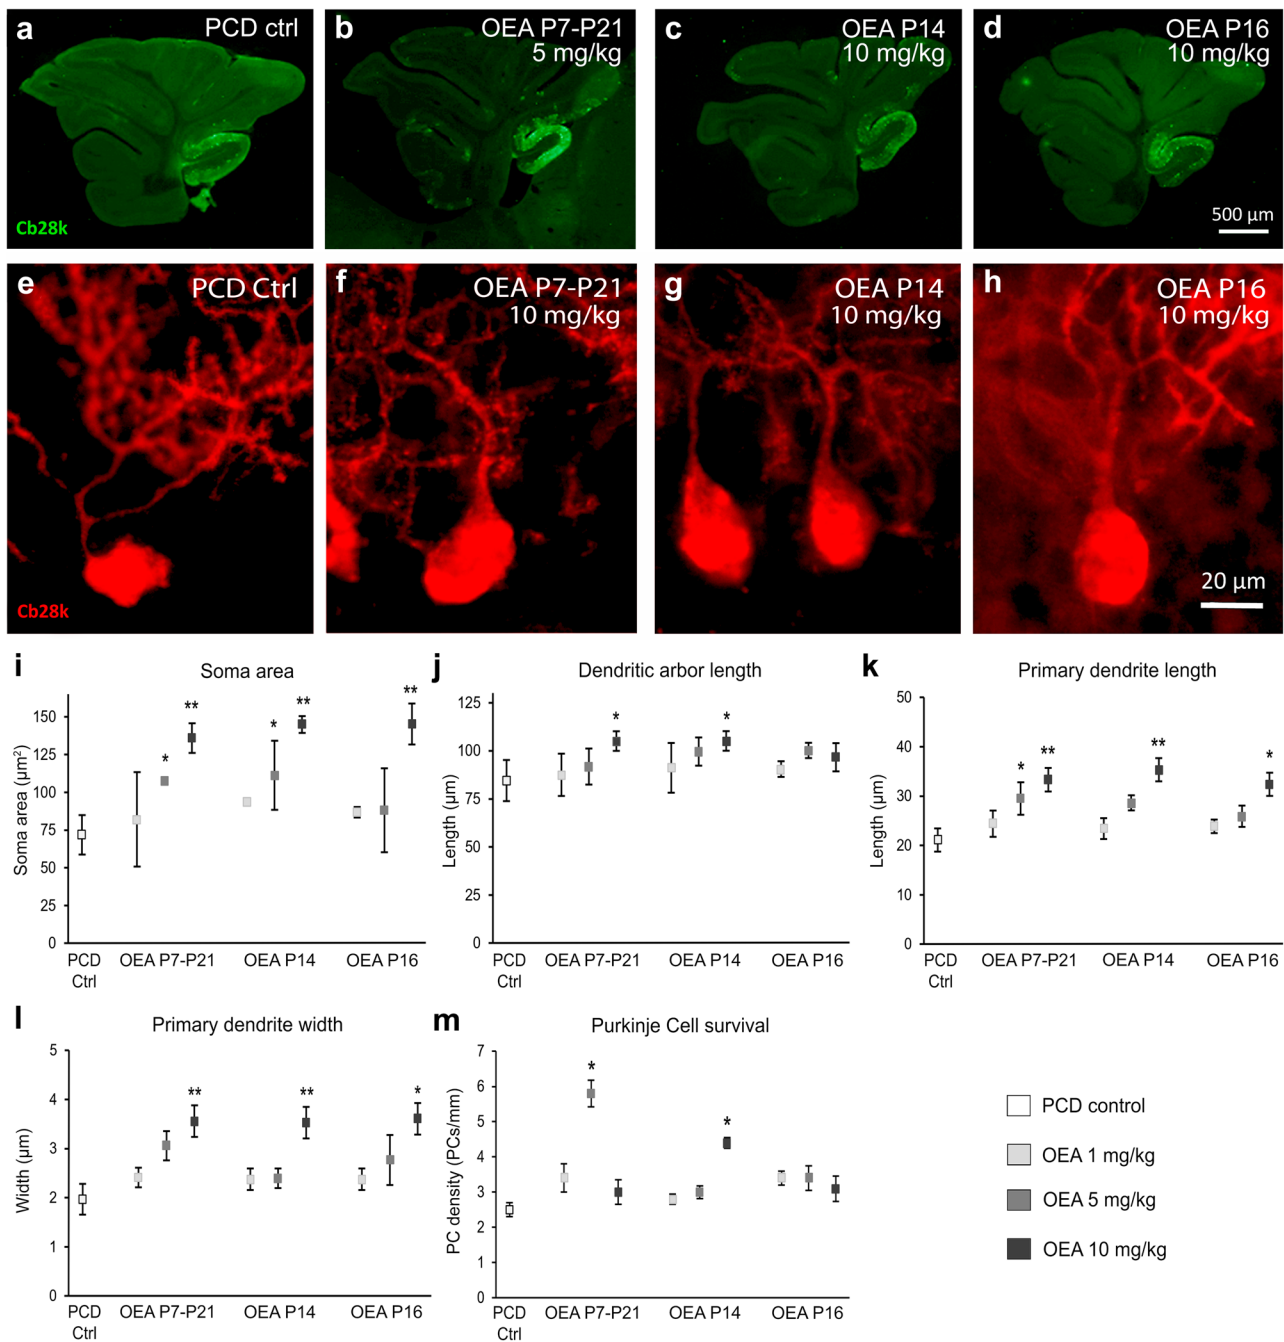 a PCD ctrl
Cb28k
b OEA P7-P21
5 mg/kg
c OEA P14
10 mg/kg
d OEA P16
10 mg/kg
500 µm
e PCD Ctrl
Cb28k
f OEA P7-P21
10 mg/kg
g OEA P14
10 mg/kg
h OEA P16
10 mg/kg
20 µm
i Soma area
Soma area (µm²)
150
125
100
75
50
25
0
* ** * ** **
PCD Ctrl
OEA P7-P21
OEA P14
OEA P16
j Dendritic arbor length
Length (µm)
125
100
75
50
25
0
* *
PCD Ctrl
OEA P7-P21
OEA P14
OEA P16
k Primary dendrite length
Length (µm)
50
40
30
20
10
0
* ** ** *
PCD Ctrl
OEA P7-P21
OEA P14
OEA P16
l Primary dendrite width
Width (µm)
5
4
3
2
1
0
** ** *
PCD Ctrl
OEA P7-P21
OEA P14
OEA P16
m Purkinje Cell survival
PC density (PCs/mm)
7
6
5
4
3
2
1
0
* *
PCD Ctrl
OEA P7-P21
OEA P14
OEA P16
PCD control
OEA 1 mg/kg
OEA 5 mg/kg
OEA 10 mg/kg